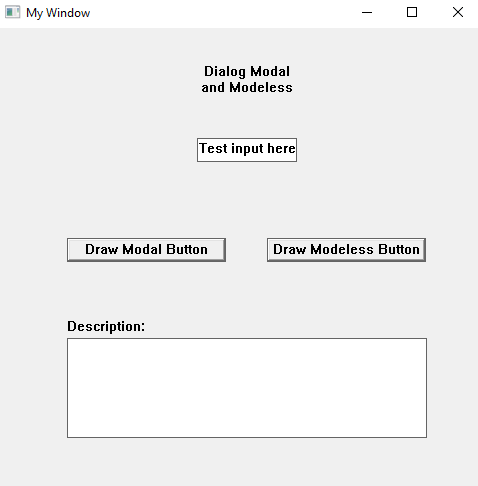 My Window
Dialog Modal
and Modeless
Test input here
Draw Modal Button
Draw Modeless Button
Description: